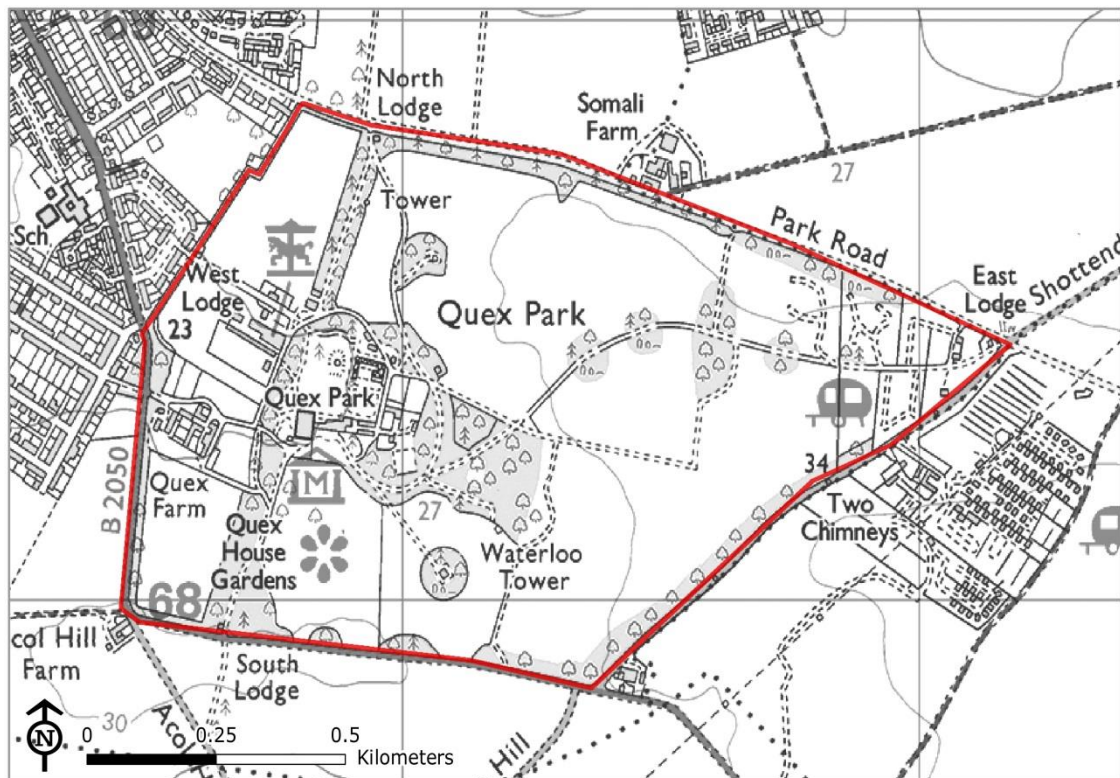 North
Lodge
Somali
Farm
27
Tower
Park Road
Sch
West
Lodge
East
Lodge
Shottend
Quex Park
23
Quex Park
B 2050
Quex
Farm
M
27
34
Two
Chimneys
Quex
House
Gardens
Waterloo
Tower
68
col Hill
Farm
South
Lodge
30
Acol H
Hill
N
0 0.25 0.5
Kilometers